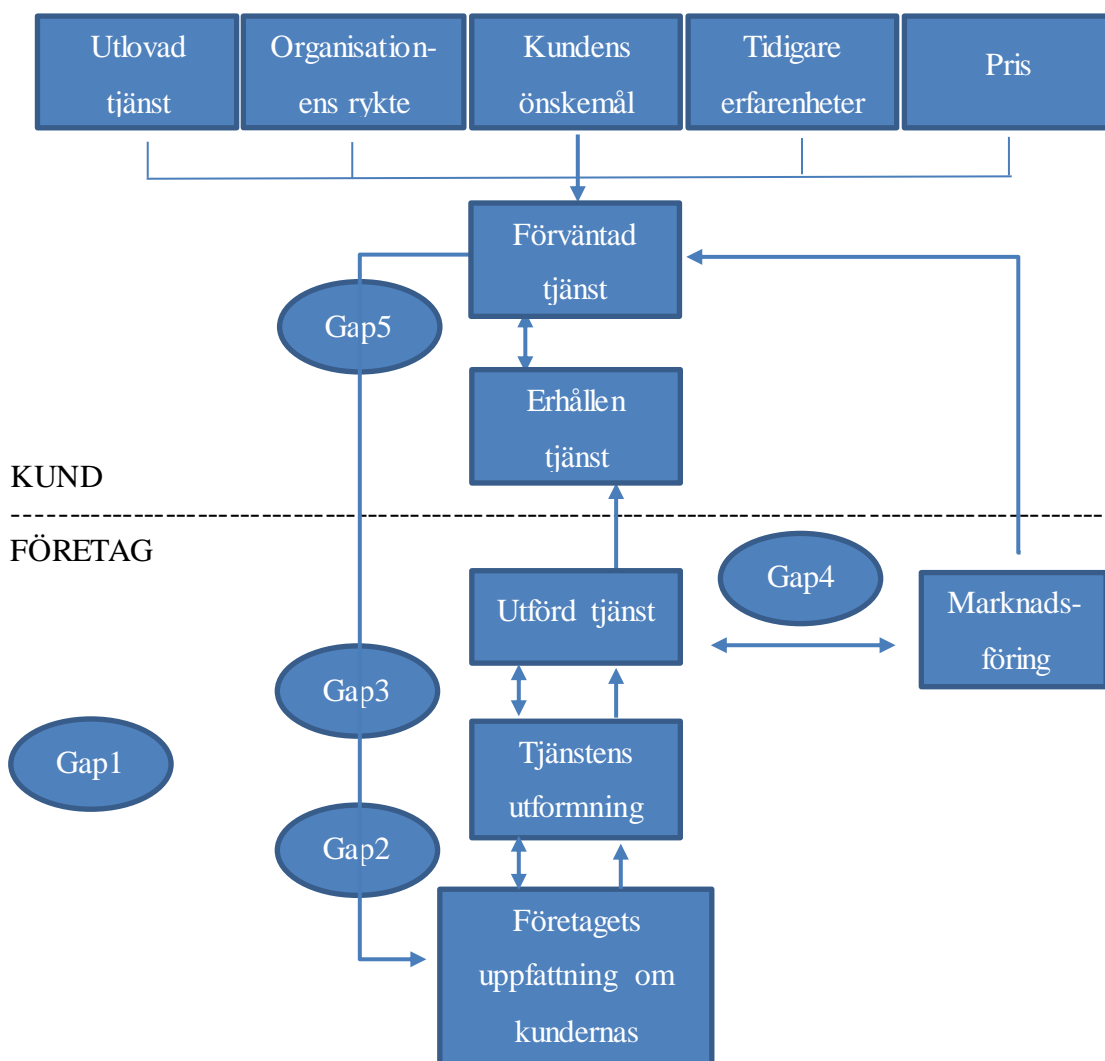 Utlovad
tjänst
Organisation-
ens rykte
Kundens
önskemål
Tidigare
erfarenheter
Pris
Förväntad
tjänst
Gap5
Erhållen
tjänst
KUND
FÖRETAG
Gap4
Utförd tjänst
Marknads-
föring
Gap3
Gap1
Tjänstens
utformning
Gap2
Företagets
uppfattning om
kundernas